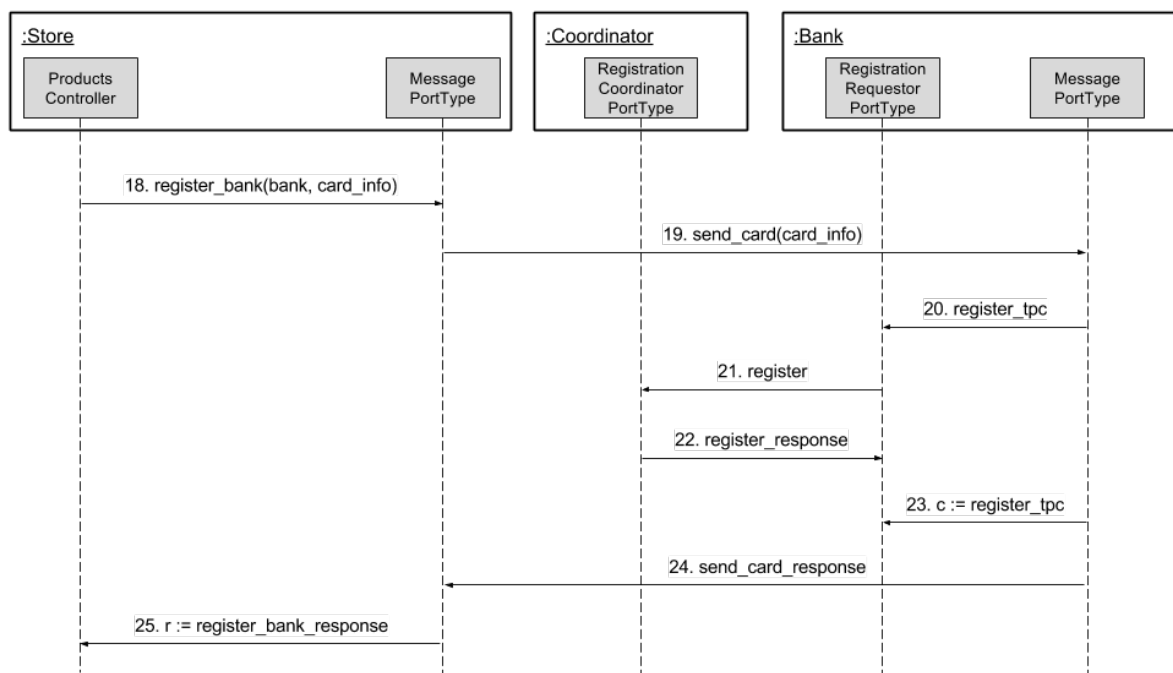 :Store
:Coordinator
:Bank
Products
Controller
Message
PortType
Registration
Coordinator
PortType
Registration
Requestor
PortType
Message
PortType
18. register_bank(bank, card_info)
19. send_card(card_info)
20. register_tpc
21. register
22. register_response
23. c := register_tpc
24. send_card_response
25. r := register_bank_response